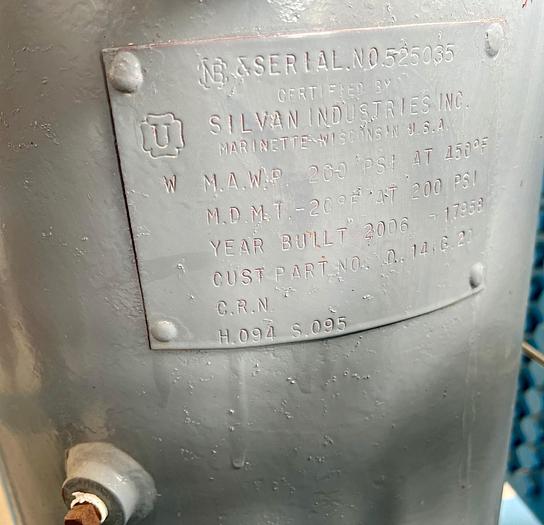 NB &SERIAL.NO.525035
CERTIFIED BY
SILVAN INDUSTRIES INC.
MARINETTE-WISCONSIN U.S.A.
U
W M.A.W.P. 200 PSI AT 450°F
M.D.M.T.-20°F AT 200 PSI
YEAR BUILT 2006 -17958
CUST PART NO.
C.R.N
H.094 S.095